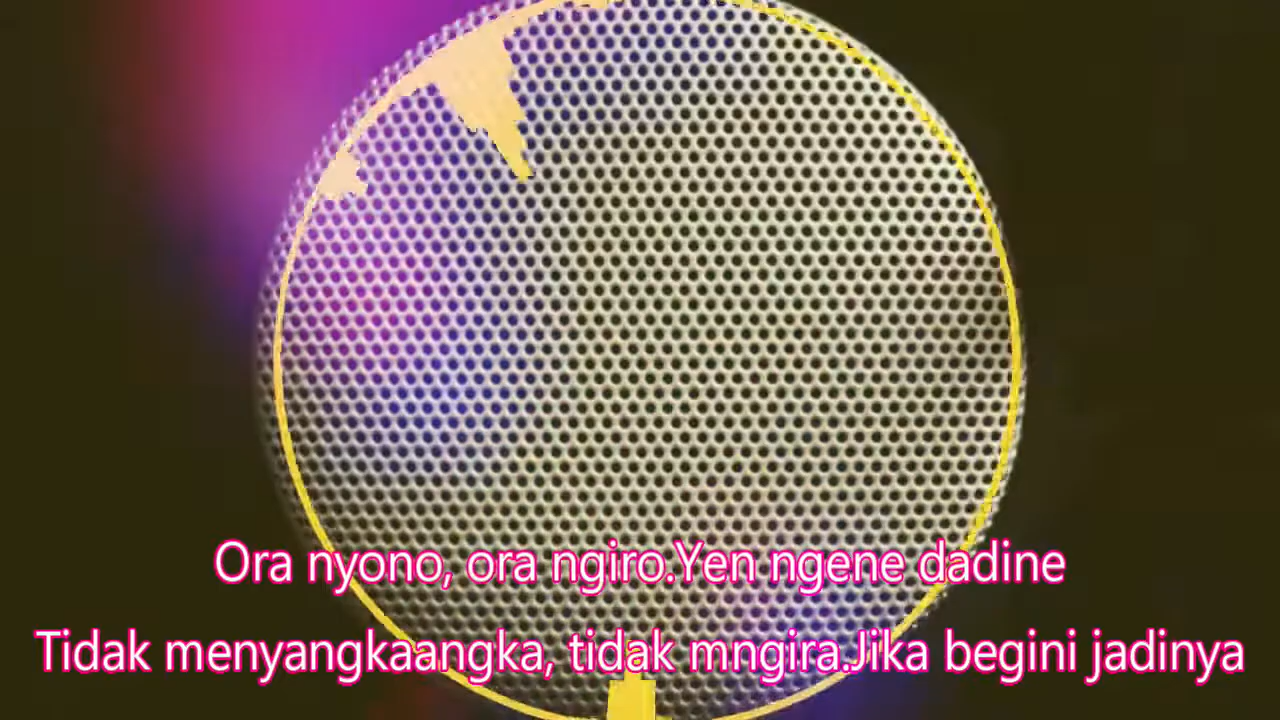 Ora nyono, ora ngiro.Yen ngene dadine
Tidak menyangkaangka, tidak mngira.Jika begini jadinya